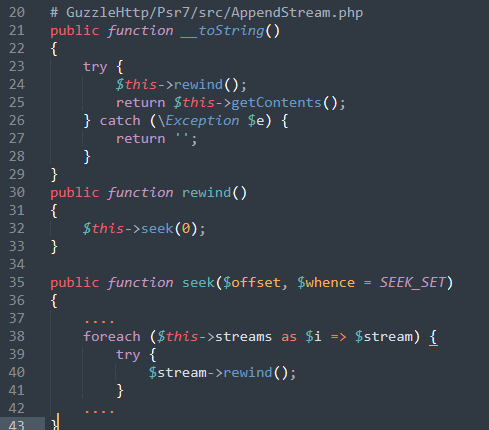 20 # GuzzleHttp/Psr7/src/AppendStream.php
21 public function __toString()
22 {
23     try {
24         $this->rewind();
25         return $this->getContents();
26     } catch (\Exception $e) {
27         return '';
28     }
29 }
30 public function rewind()
31 {
32     $this->seek(0);
33 }
34
35 public function seek($offset, $whence = SEEK_SET)
36 {
37     ....
38     foreach ($this->streams as $i => $stream) {
39         try {
40             $stream->rewind();
41         }
42     ....
43 }